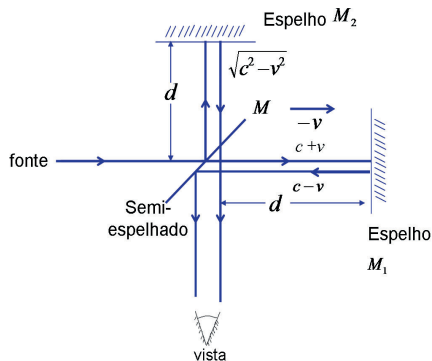 Espelho M₂
√c²−v²
d
M
−v
fonte
c+v
c−v
Semi-
espelhado
d
Espelho
M₁
vista